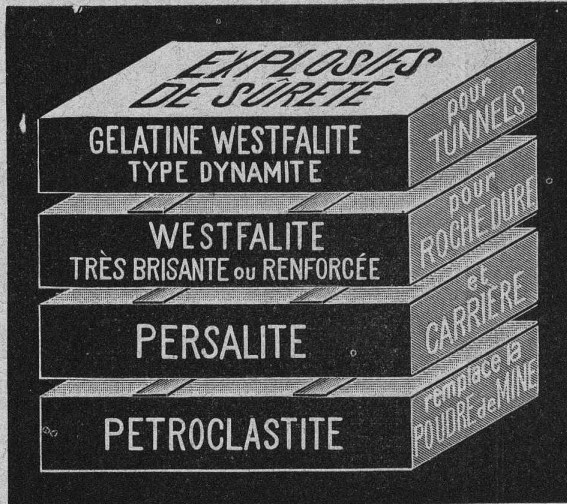 EXPLOSIFS
DE SÛRETÉ
GELATINE WESTFALITE
TYPE DYNAMITE
pour
TUNNELS
WESTFALITE
TRÈS BRISANTE ou RENFORCÉE
pour
ROCHE DURE
PERSALITE
et
CARRIÈRE
PETROCLASTITE
remplace la
POUDRE de MINE